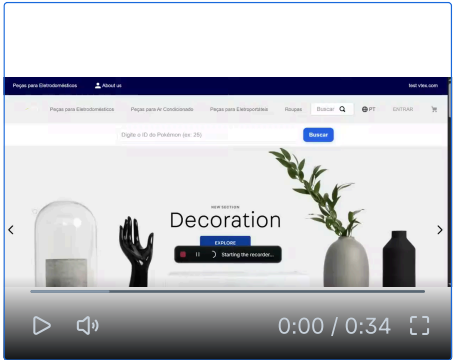 Peças para Eletrodomésticos About us test vtex.com
Peças para Eletrodomésticos Peças para Ar Condicionado Peças para Eletroportáteis Roupas Buscar PT ENTRAR
Digite o ID do Pokémon (ex: 25) Buscar
NEW SECTION
Decoration
EXPLORE
Starting the recorder...
0:00 / 0:34